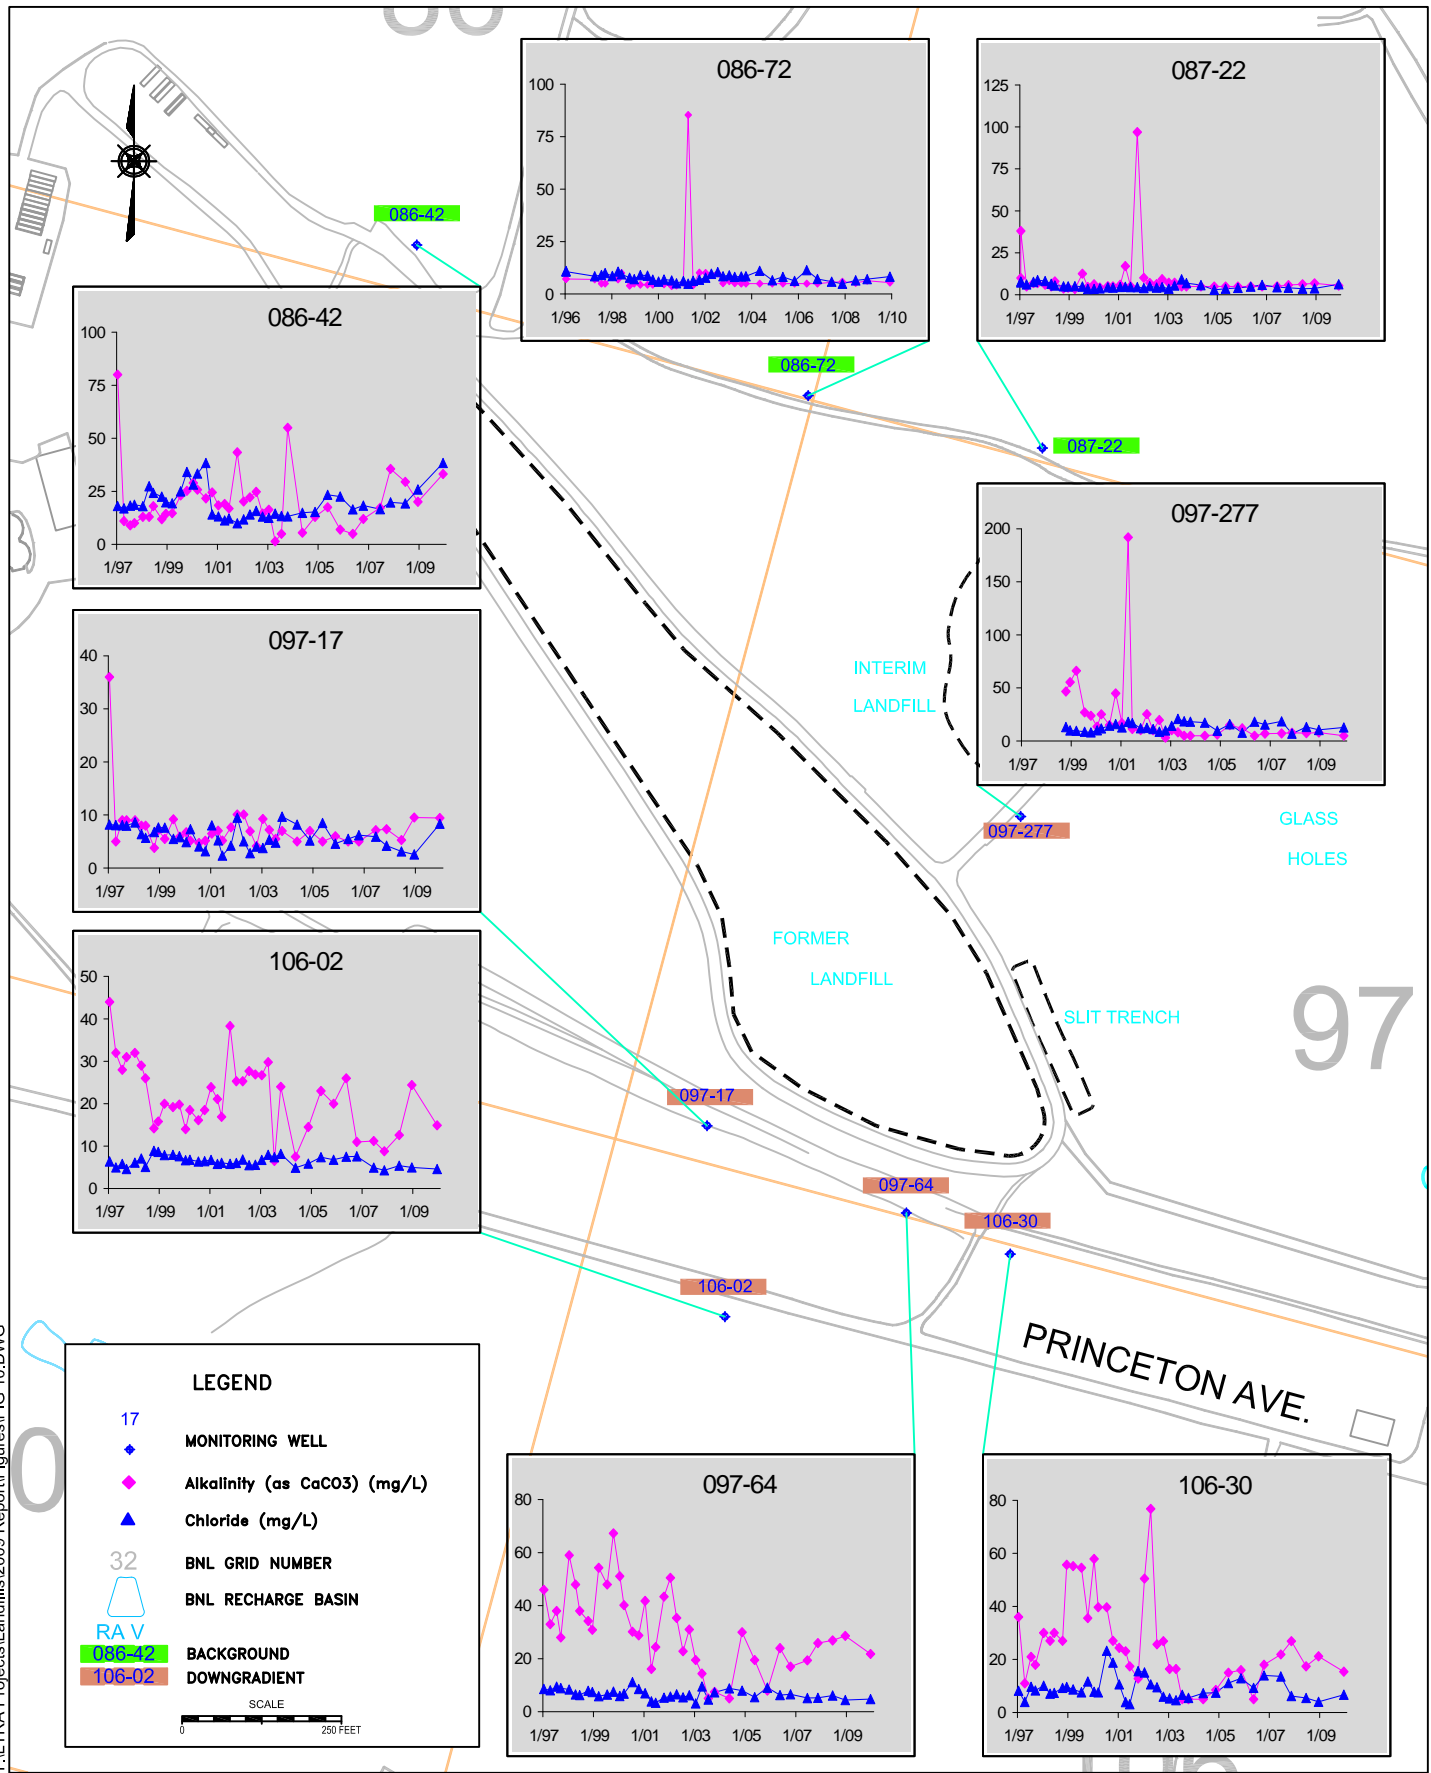 086-72
100
75
50
25
0
1/96 1/98 1/00 1/02 1/04 1/06 1/08 1/10
087-22
125
100
75
50
25
0
1/97 1/99 1/01 1/03 1/05 1/07 1/09
086-42
086-42
100
75
50
25
0
1/97 1/99 1/01 1/03 1/05 1/07 1/09
086-72
087-22
097-277
200
150
100
50
0
1/97 1/99 1/01 1/03 1/05 1/07 1/09
097-17
40
30
20
10
0
1/97 1/99 1/01 1/03 1/05 1/07 1/09
INTERIM
LANDFILL
097-277
GLASS
HOLES
FORMER
LANDFILL
106-02
50
40
30
20
10
0
1/97 1/99 1/01 1/03 1/05 1/07 1/09
SLIT TRENCH
97
097-17
097-64
106-30
106-02
PRINCETON AVE.
LEGEND
17
MONITORING WELL
Alkalinity (as CaCO3) (mg/L)
Chloride (mg/L)
32 BNL GRID NUMBER
BNL RECHARGE BASIN
RA V
086-42 BACKGROUND
106-02 DOWNGRADIENT
SCALE
0 250 FEET
097-64
80
60
40
20
0
1/97 1/99 1/01 1/03 1/05 1/07 1/09
106-30
80
60
40
20
0
1/97 1/99 1/01 1/03 1/05 1/07 1/09